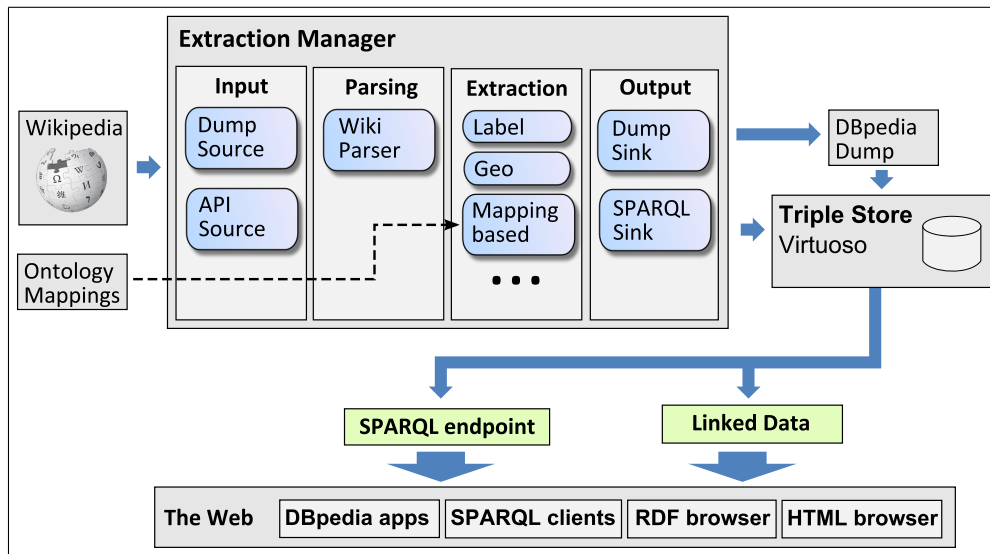 Extraction Manager
Input
Dump
Source
API
Source
Parsing
Wiki
Parser
Extraction
Label
Geo
Mapping
based
...
Output
Dump
Sink
SPARQL
Sink
Wikipedia
Ontology
Mappings
DBpedia
Dump
Triple Store
Virtuoso
SPARQL endpoint
Linked Data
The Web
DBpedia apps
SPARQL clients
RDF browser
HTML browser